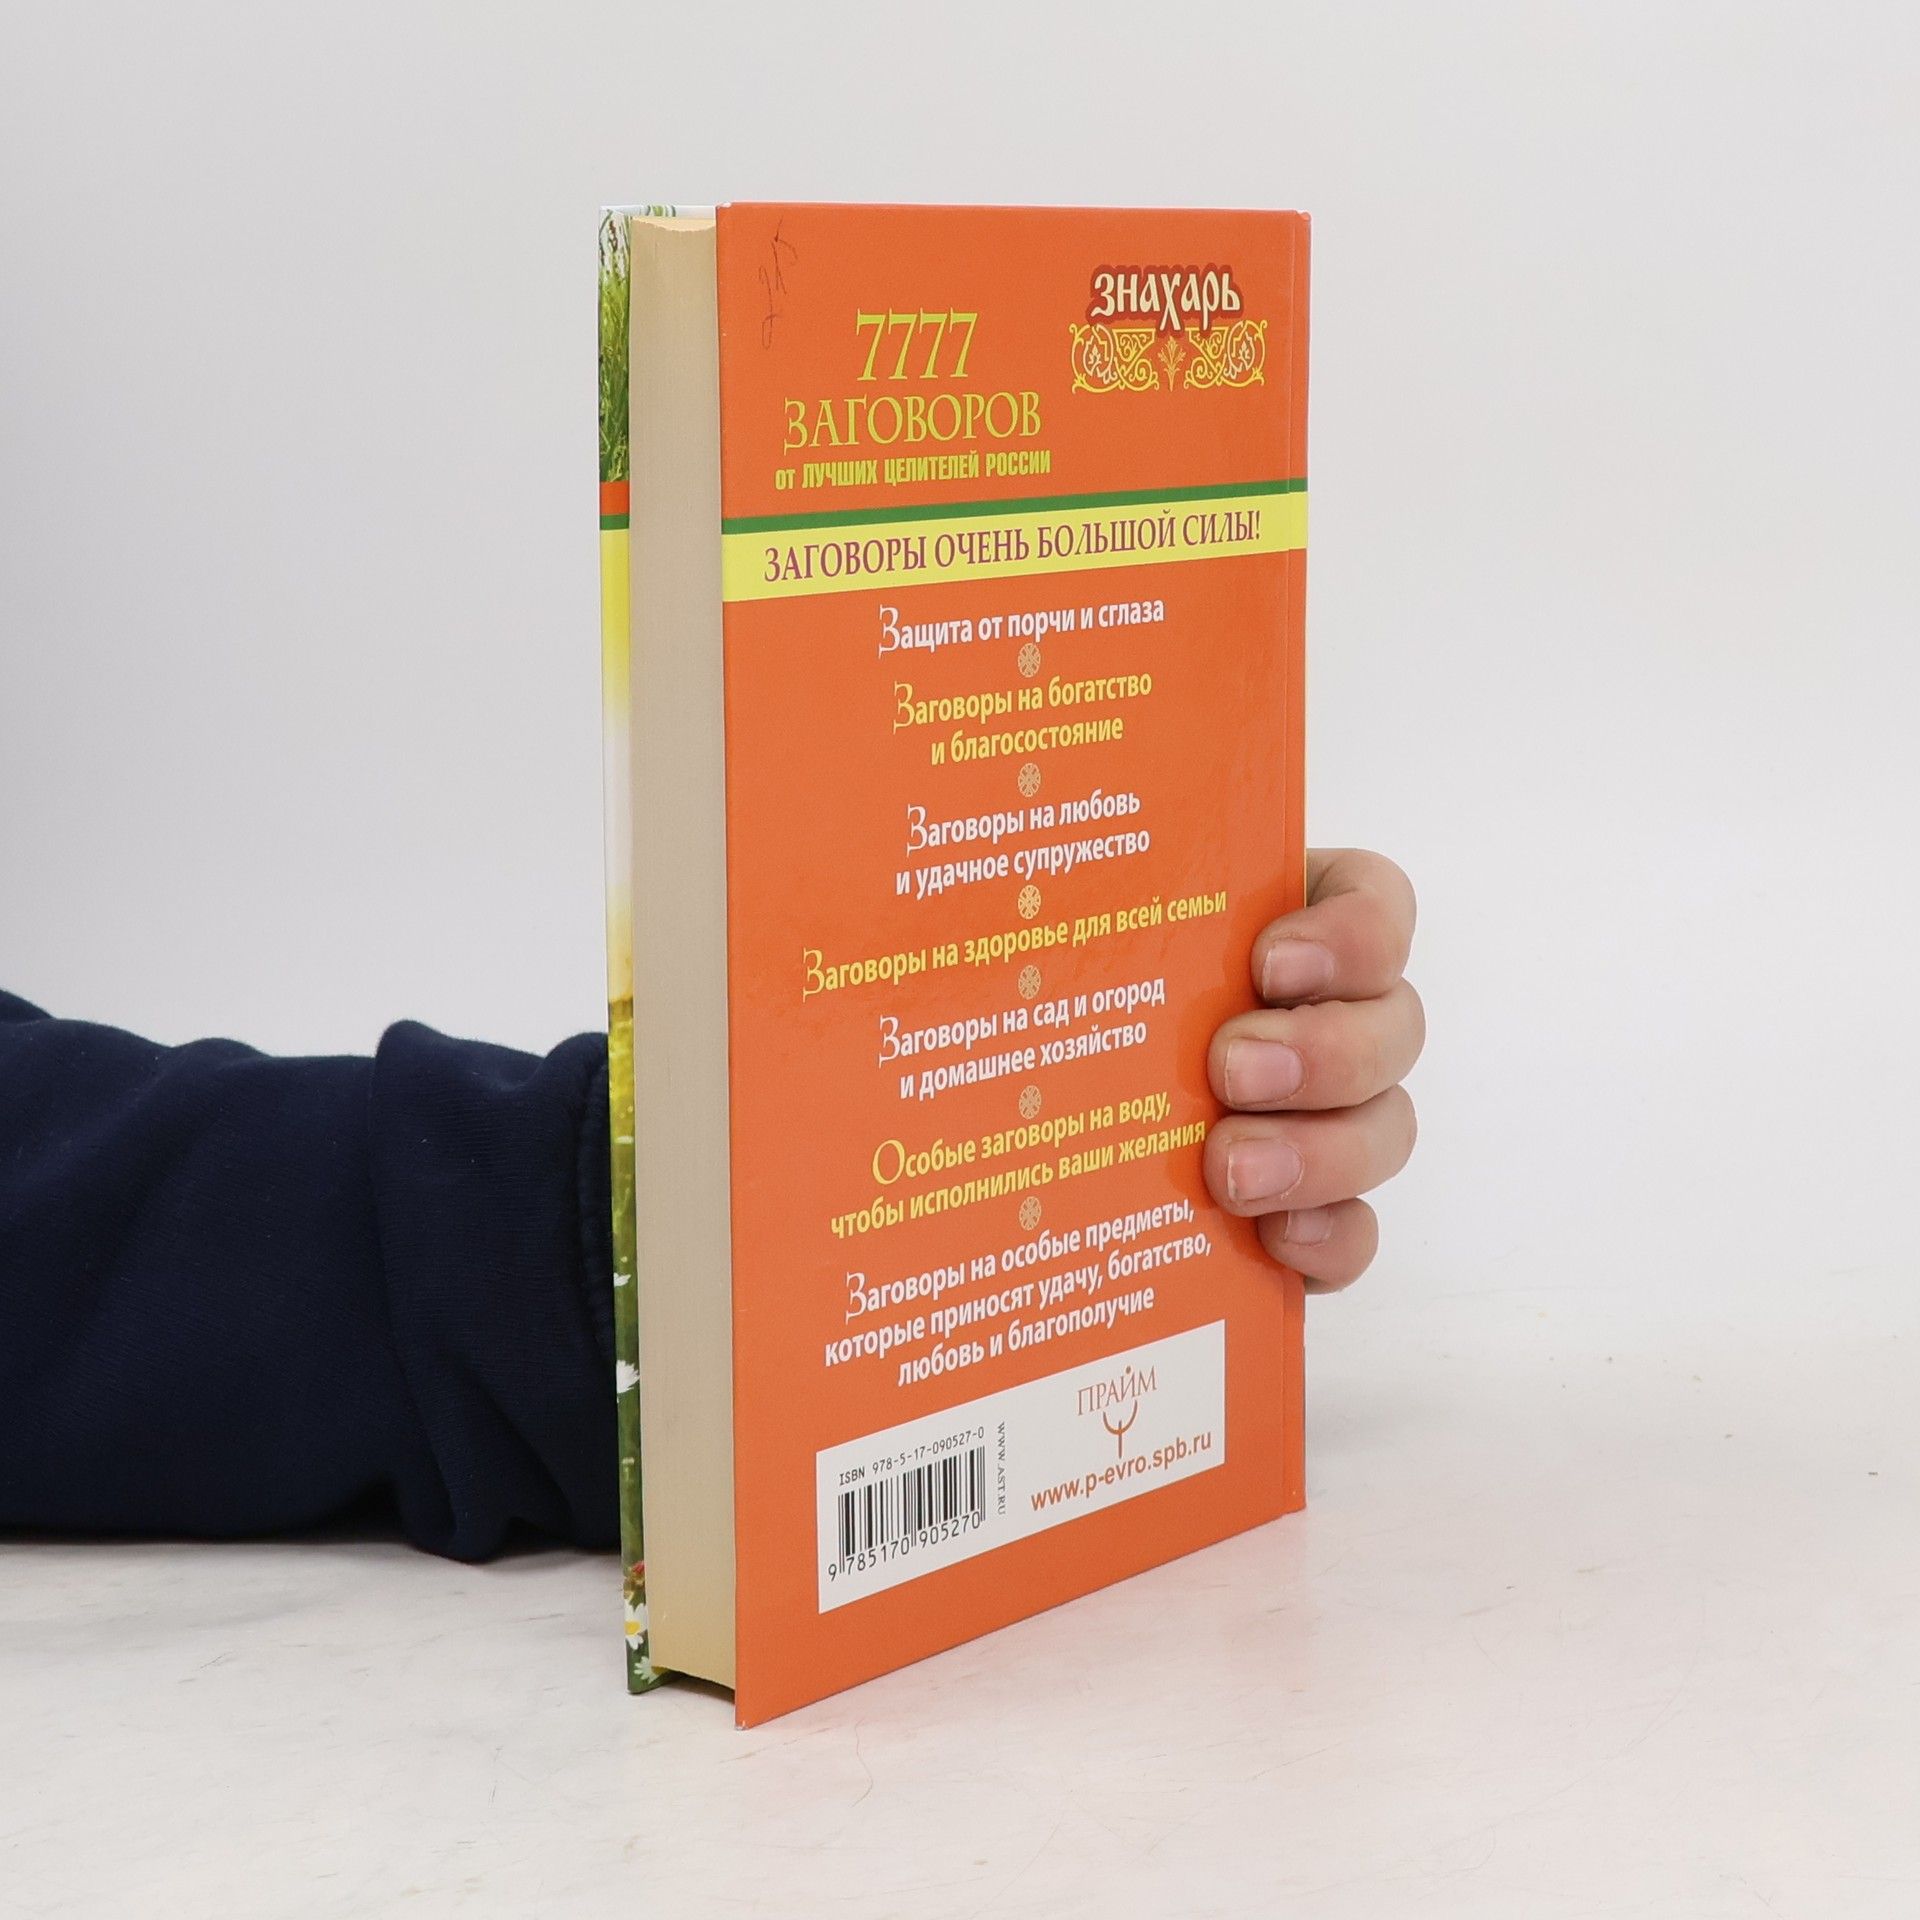 знахарь
7777
ЗАГОВОРОВ
от ЛУЧШИХ ЦЕЛИТЕЛЕЙ РОССИИ
ЗАГОВОРЫ ОЧЕНЬ БОЛЬШОЙ СИЛЫ!
Защита от порчи и сглаза
Заговоры на богатство
и благосостояние
Заговоры на любовь
и удачное супружество
Заговоры на здоровье для всей семьи
Заговоры на сад и огород
и домашнее хозяйство
Особые заговоры на воду,
чтобы исполнились ваши желания
Заговоры на особые предметы,
которые приносят удачу, богатство,
любовь и благополучие
ПРАЙМ
www.p-evro.spb.ru
ISBN 978-5-17-090527-0
WWW.AST.RU
9 785170 905270